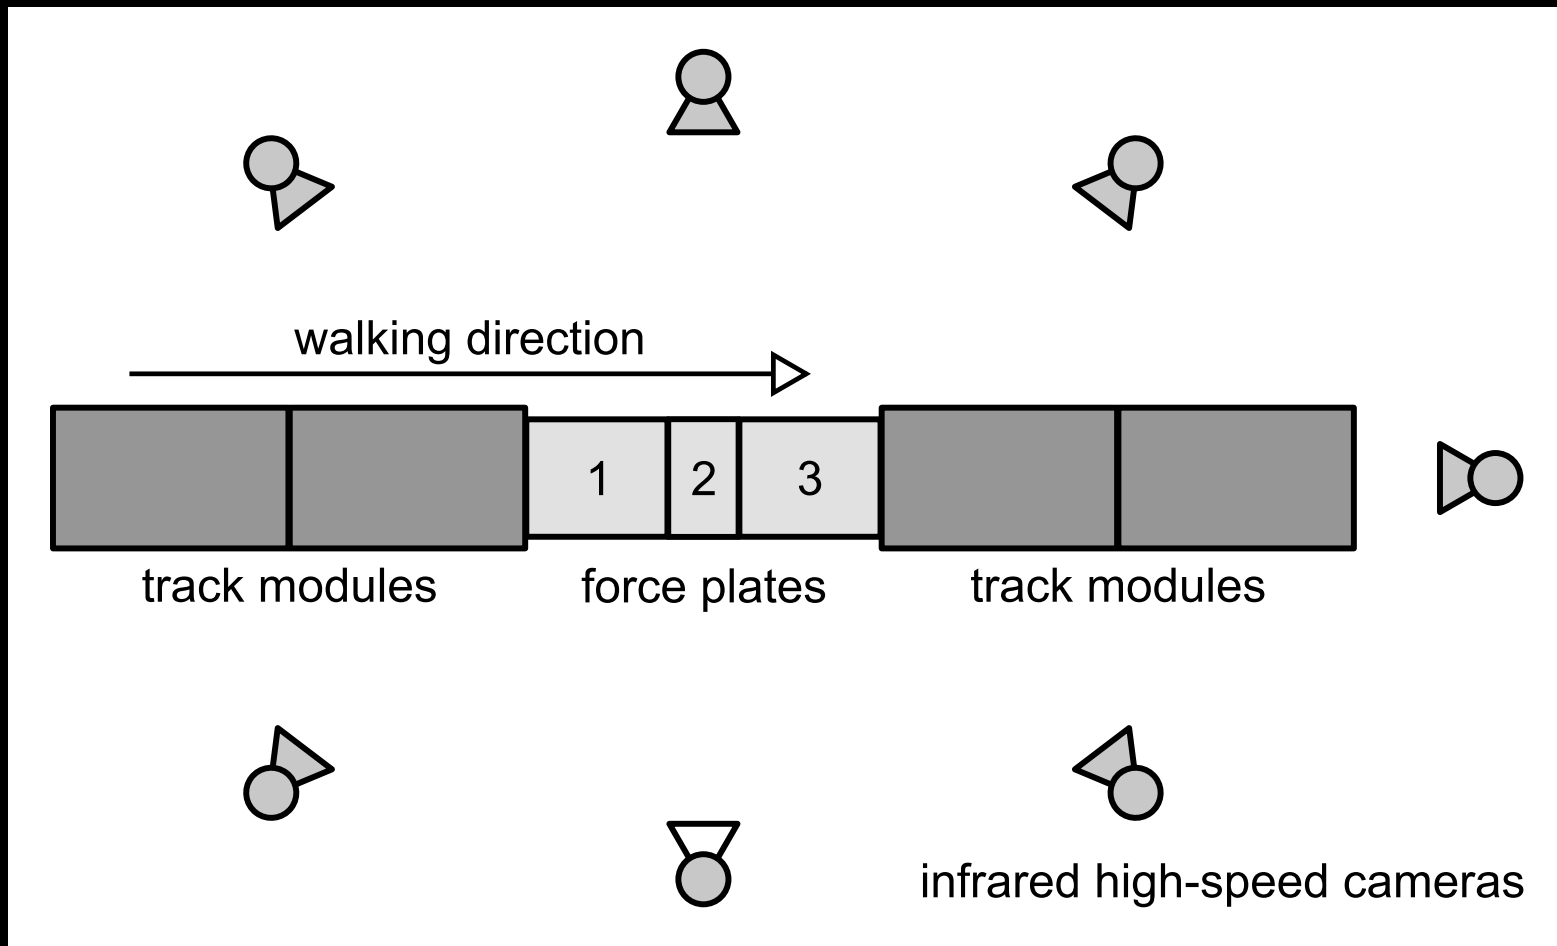 walking direction
1 2 3
track modules force plates track modules
infrared high-speed cameras